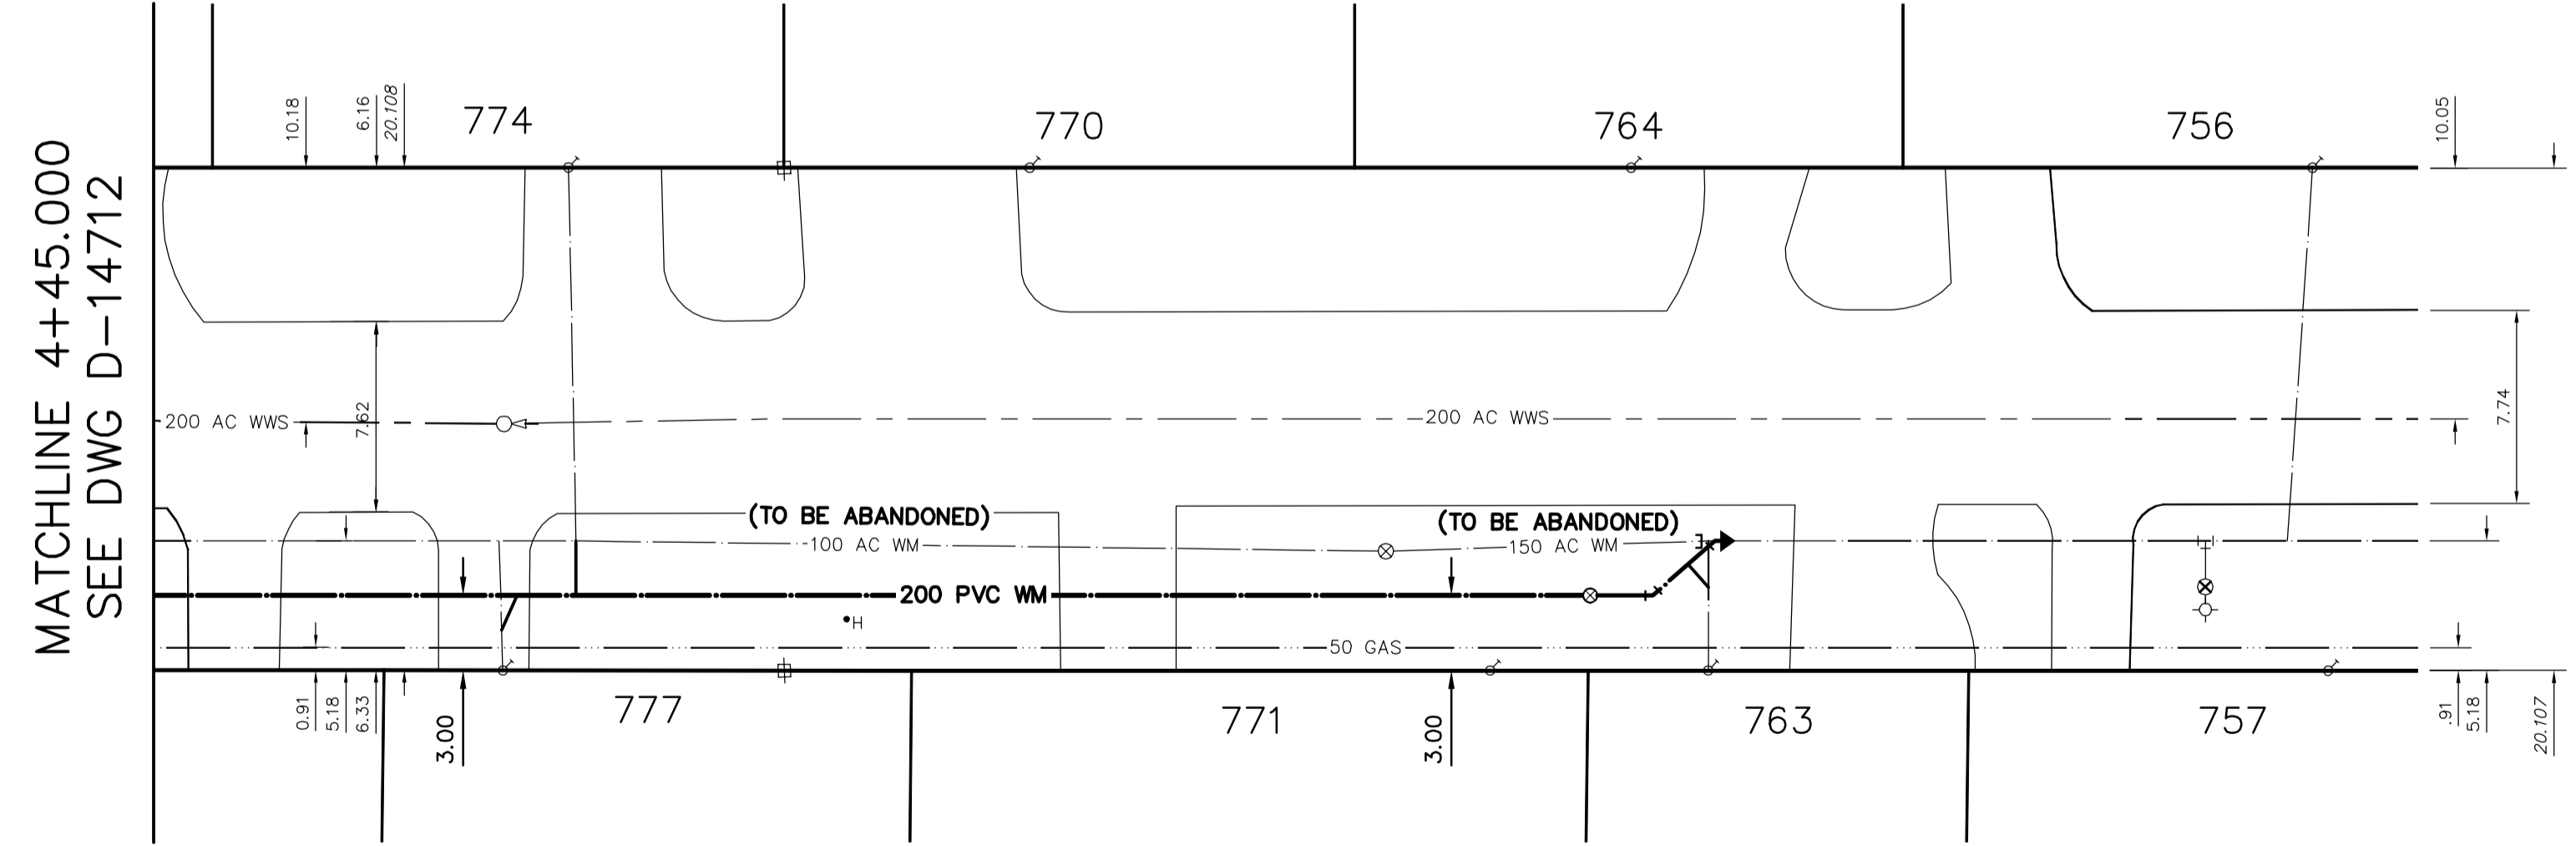 MATCHLINE 4+45.000
SEE DWG D-14712
10.18
6.16
20.108
774
770
764
756
10.05
200 AC WWS
7.62
200 AC WWS
7.74
(TO BE ABANDONED)
(TO BE ABANDONED)
100 AC WM
150 AC WM
200 PVC WM
H
50 GAS
0.91
5.18
6.33
3.00
777
771
3.00
763
757
.91
5.18
20.107